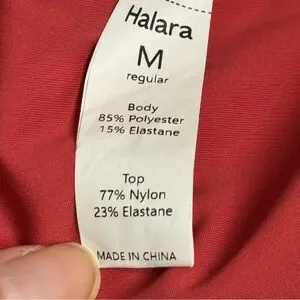 Halara
M
regular
Body
85% Polyester
15% Elastane
Top
77% Nylon
23% Elastane
MADE IN CHINA